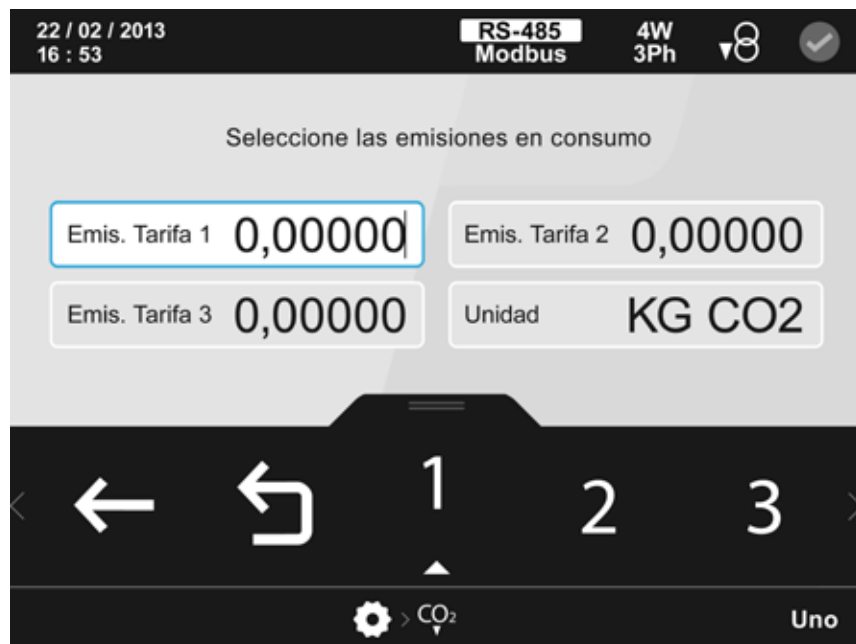 22 / 02 / 2013
16 : 53
RS-485
Modbus
4W
3Ph
Seleccione las emisiones en consumo
Emis. Tarifa 1 0,00000
Emis. Tarifa 2 0,00000
Emis. Tarifa 3 0,00000
Unidad KG CO2
1 2 3
> CO₂
Uno